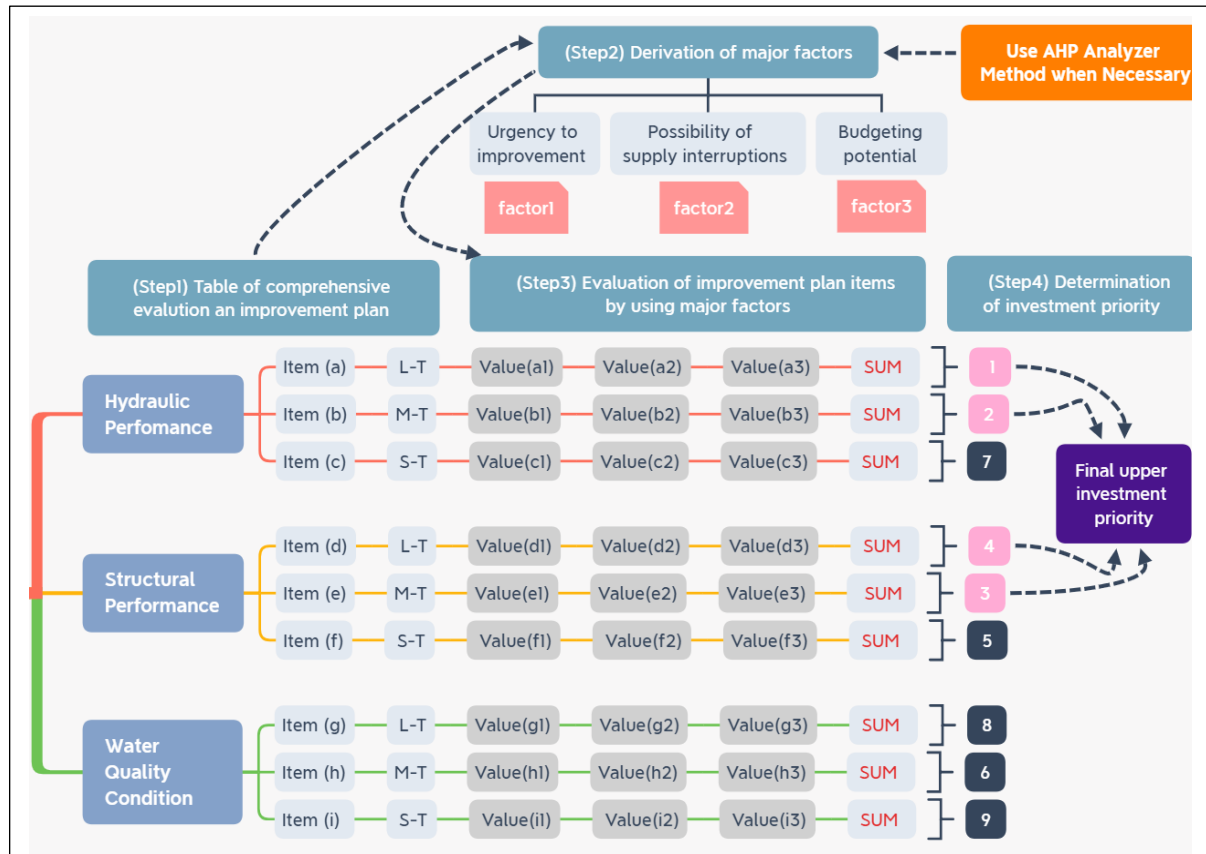 (Step2) Derivation of major factors
Use AHP Analyzer
Method when Necessary
Urgency to
improvement
Possibility of
supply interruptions
Budgeting
potential
factor1
factor2
factor3
(Step1) Table of comprehensive
evalution an improvement plan
(Step3) Evaluation of improvement plan items
by using major factors
(Step4) Determination
of investment priority
Hydraulic
Perfomance
Item (a) L-T Value(a1) Value(a2) Value(a3) SUM 1
Item (b) M-T Value(b1) Value(b2) Value(b3) SUM 2
Item (c) S-T Value(c1) Value(c2) Value(c3) SUM 7
Final upper
investment
priority
Structural
Performance
Item (d) L-T Value(d1) Value(d2) Value(d3) SUM 4
Item (e) M-T Value(e1) Value(e2) Value(e3) SUM 3
Item (f) S-T Value(f1) Value(f2) Value(f3) SUM 5
Water
Quality
Condition
Item (g) L-T Value(g1) Value(g2) Value(g3) SUM 8
Item (h) M-T Value(h1) Value(h2) Value(h3) SUM 6
Item (i) S-T Value(i1) Value(i2) Value(i3) SUM 9